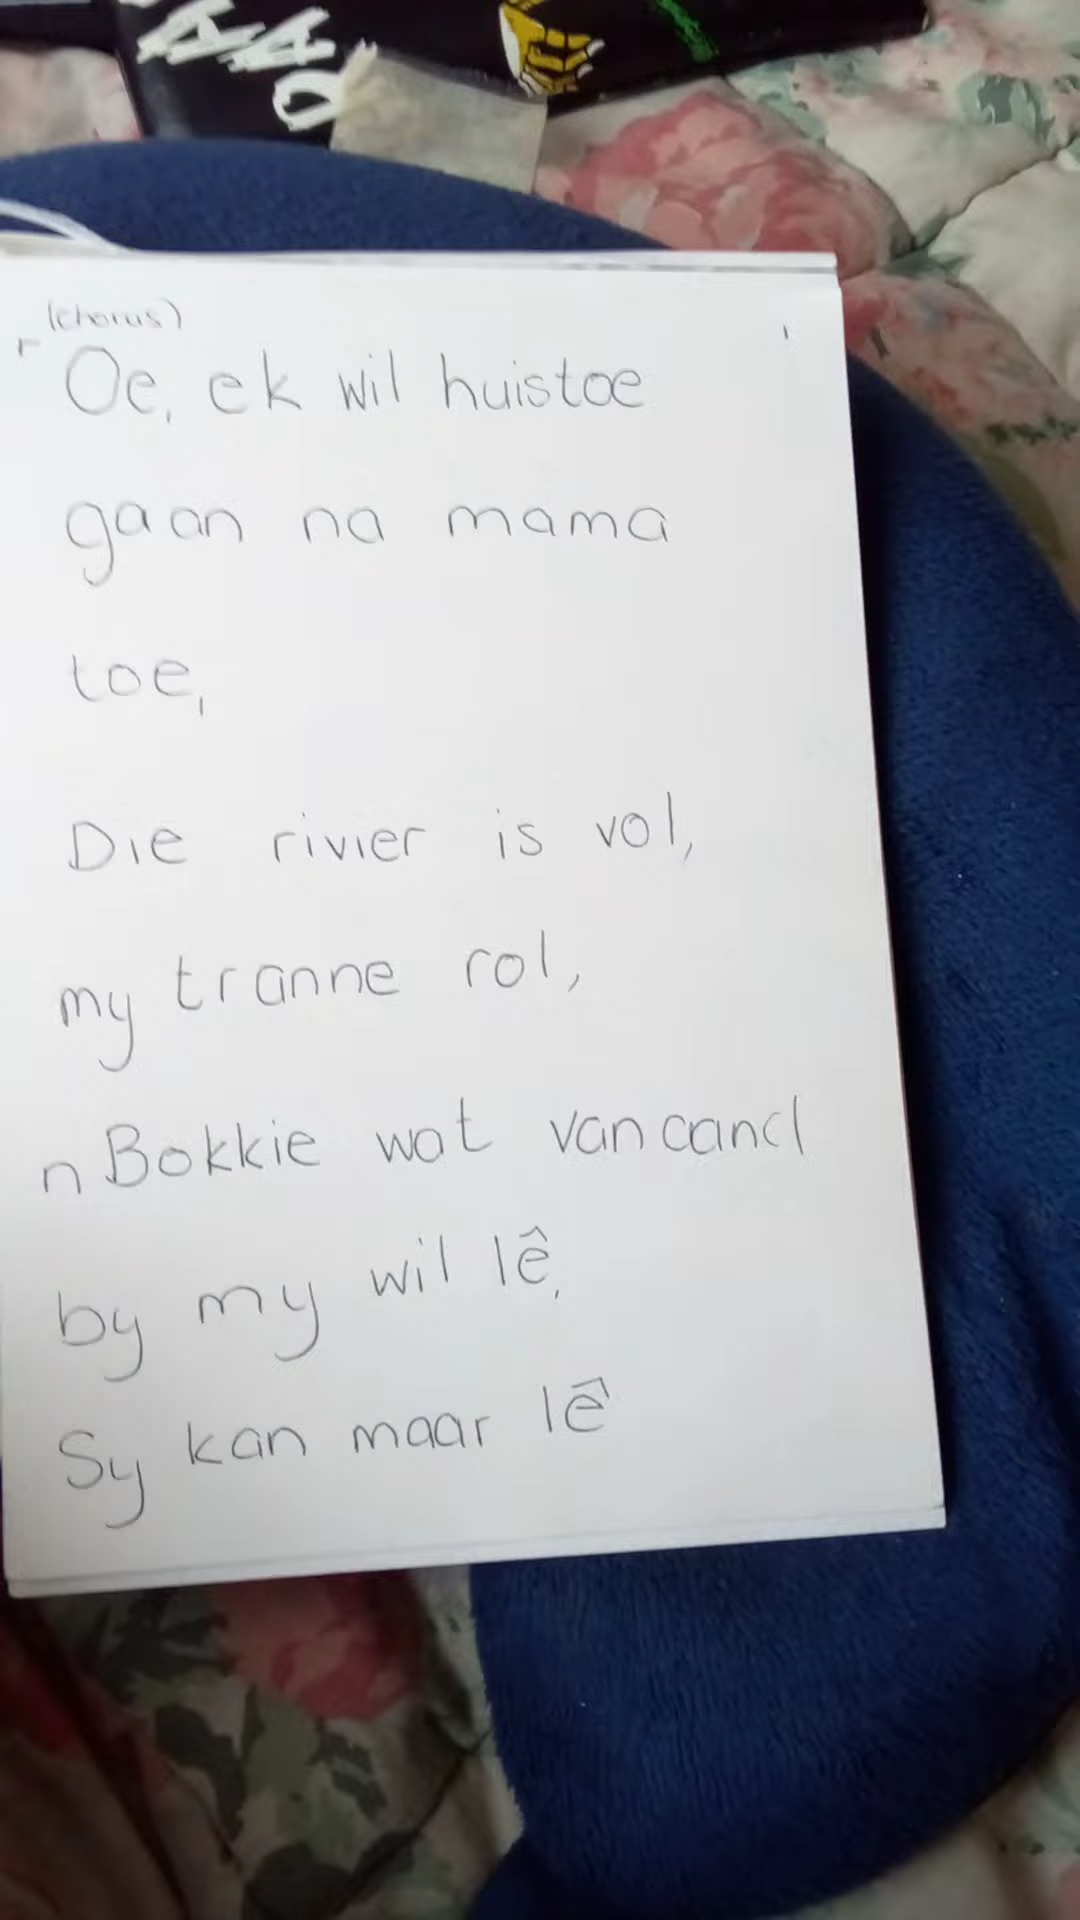 (chorus)
Oe, ek wil huistoe
gaan na mama
toe,
Die rivier is vol,
my tranne rol,
n Bokkie wat vanaand
by my wil lê,
Sy kan maar lê